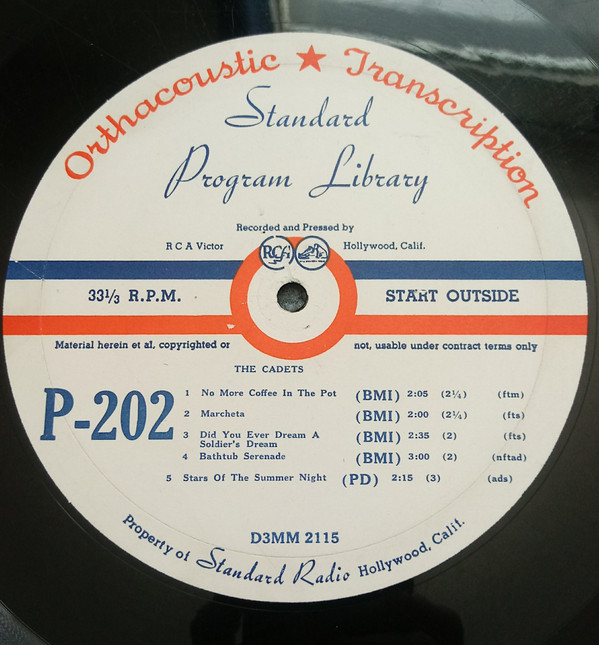 Orthacoustic ★ Transcription
Standard
Program Library
Recorded and Pressed by
R C A Victor RCA Hollywood, Calif.
33⅓ R.P.M. START OUTSIDE
Material herein et al, copyrighted or not, usable under contract terms only
THE CADETS
P-202
1 No More Coffee In The Pot (BMI) 2:05 (2¼) (ftm)
2 Marcheta (BMI) 2:00 (2¼) (fts)
3 Did You Ever Dream A
Soldier's Dream (BMI) 2:35 (2) (fts)
4 Bathtub Serenade (BMI) 3:00 (2) (nftad)
5 Stars Of The Summer Night (PD) 2:15 (3) (ads)
D3MM 2115
Property of Standard Radio Hollywood, Calif.